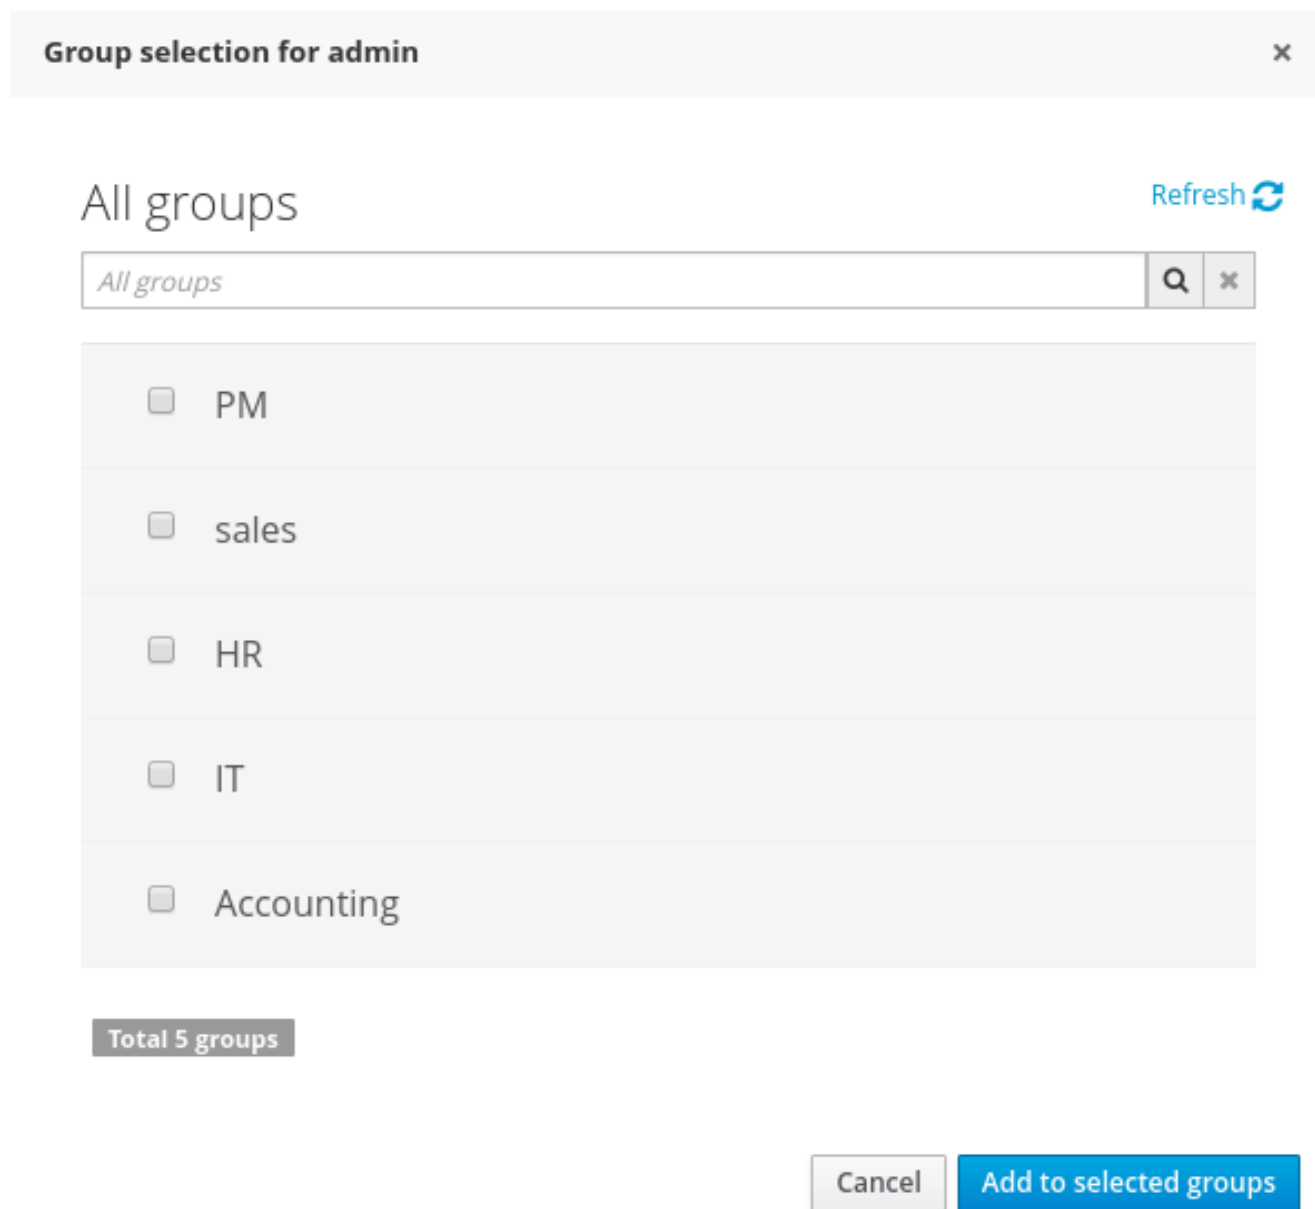 Group selection for admin
All groups
Refresh
All groups
PM
sales
HR
IT
Accounting
Total 5 groups
Cancel
Add to selected groups